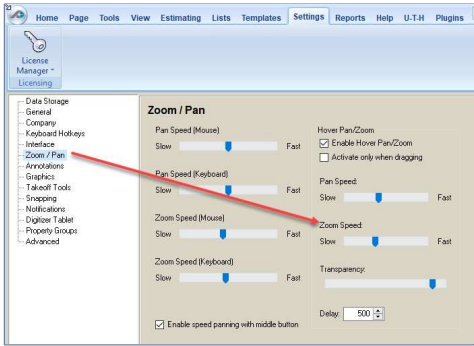 Home Page Tools View Estimating Lists Templates Settings Reports Help U-T-H Plugins
License
Manager
Licensing
Data Storage
General
Company
Keyboard Hotkeys
Interface
Zoom / Pan
Annotations
Graphics
Takeoff Tools
Snapping
Notifications
Digitizer Tablet
Property Groups
Advanced
Zoom / Pan
Pan Speed (Mouse)
Slow Fast
Pan Speed (Keyboard)
Slow Fast
Zoom Speed (Mouse)
Slow Fast
Zoom Speed (Keyboard)
Slow Fast
Enable speed panning with middle button
Hover Pan/Zoom
Enable Hover Pan/Zoom
Activate only when dragging
Pan Speed:
Slow Fast
Zoom Speed:
Slow Fast
Transparency:
Delay: 500